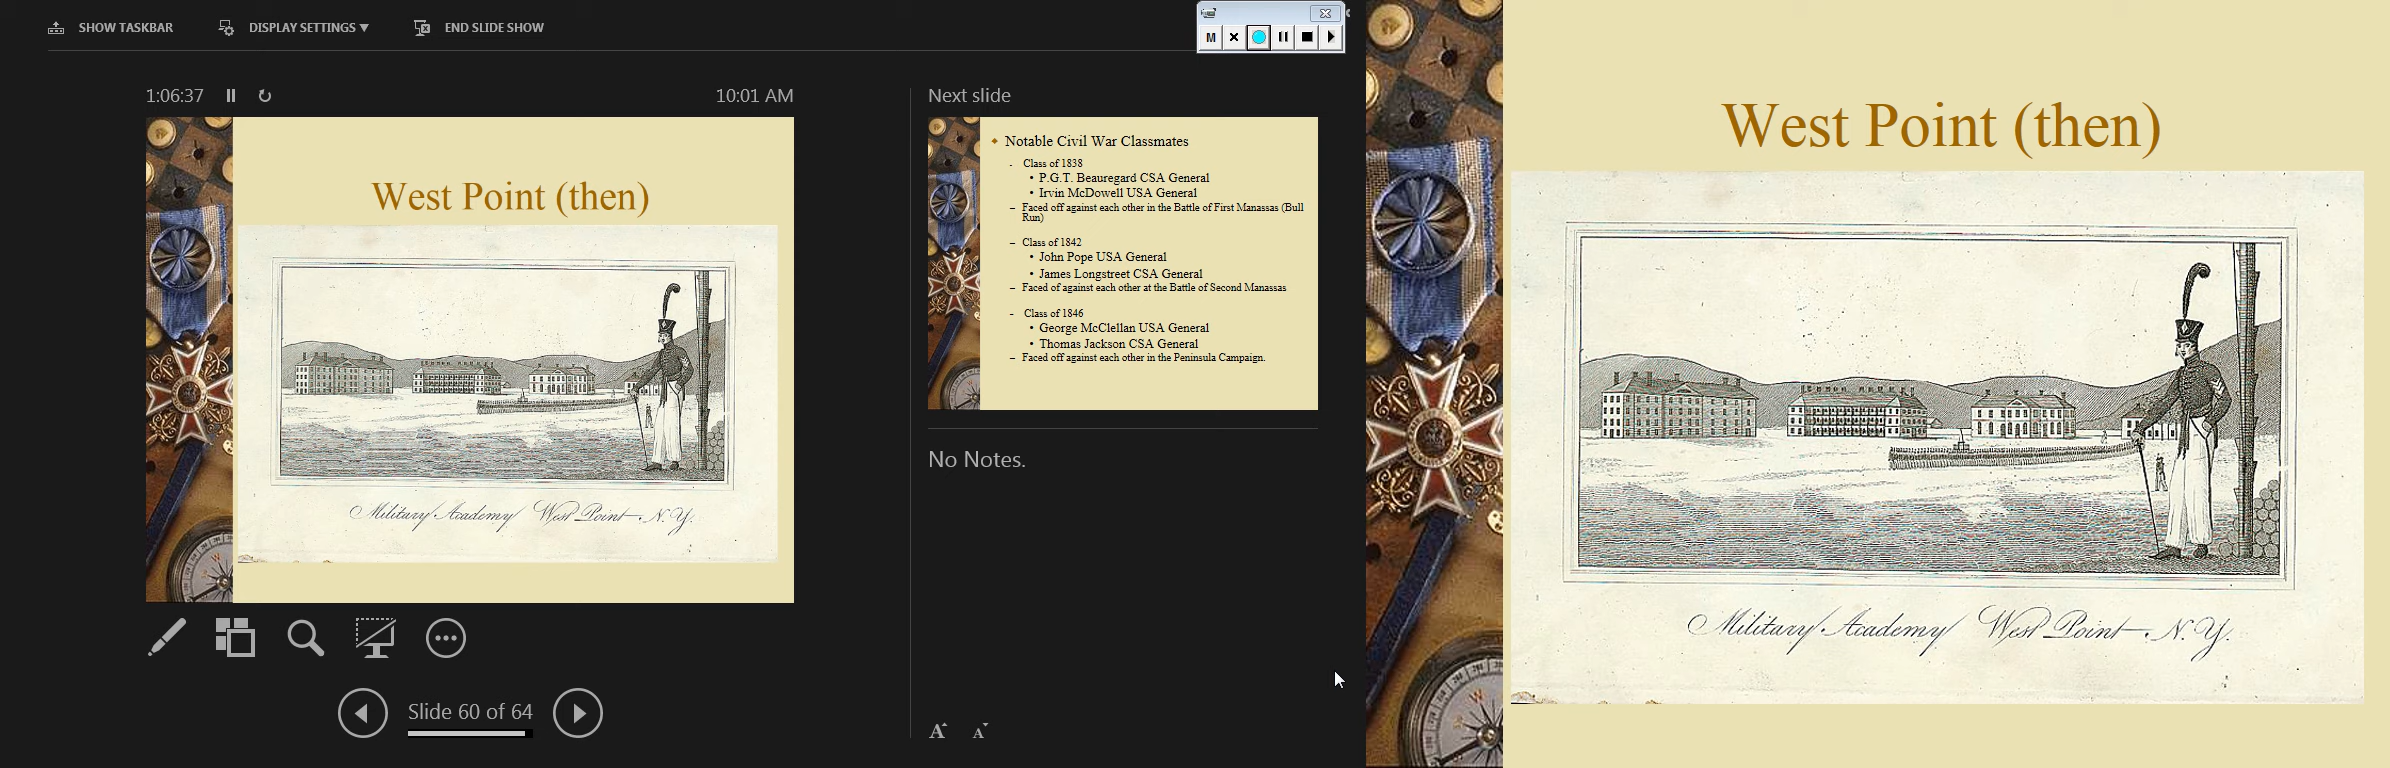 SHOW TASKBAR
DISPLAY SETTINGS ▼
END SLIDE SHOW
M
1:06:37
10:01 AM
West Point (then)
Military Academy West Point N.Y.
Slide 60 of 64
Next slide
Notable Civil War Classmates
- Class of 1838
• P.G.T. Beauregard CSA General
• Irvin McDowell USA General
– Faced off against each other in the Battle of First Manassas (Bull
Run)
– Class of 1842
• John Pope USA General
• James Longstreet CSA General
– Faced of against each other at the Battle of Second Manassas
- Class of 1846
• George McClellan USA General
• Thomas Jackson CSA General
– Faced off against each other in the Peninsula Campaign.
No Notes.
A A
West Point (then)
Military Academy West Point N.Y.